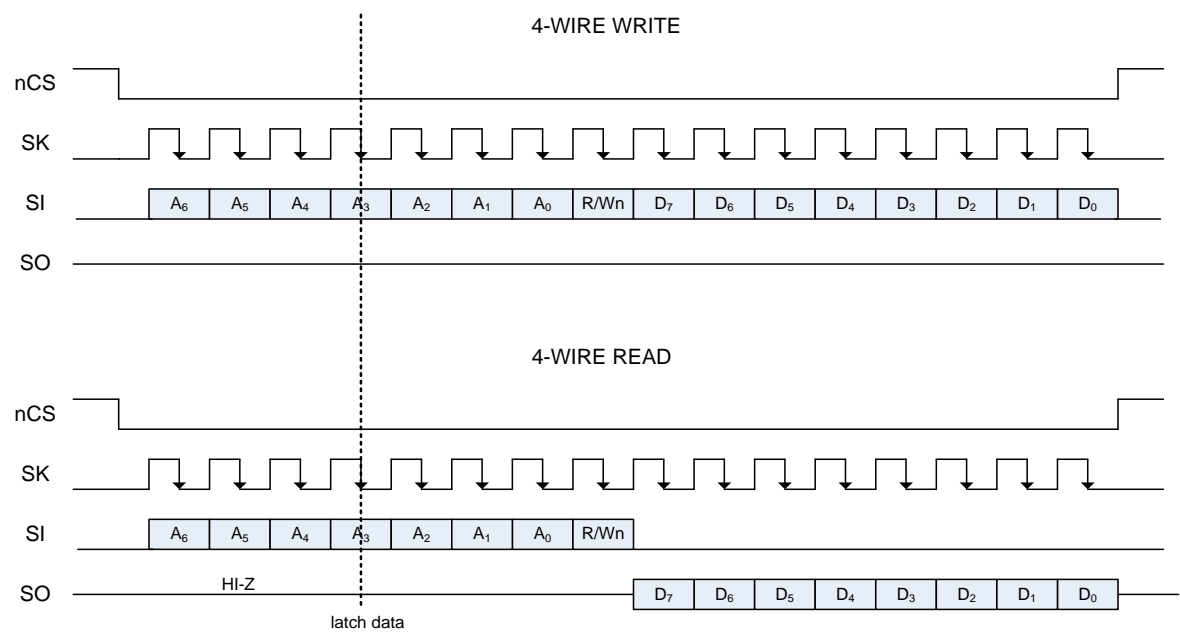 4-WIRE WRITE
nCS
SK
SI A₆ A₅ A₄ A₃ A₂ A₁ A₀ R/Wn D₇ D₆ D₅ D₄ D₃ D₂ D₁ D₀
SO
4-WIRE READ
nCS
SK
SI A₆ A₅ A₄ A₃ A₂ A₁ A₀ R/Wn
SO HI-Z D₇ D₆ D₅ D₄ D₃ D₂ D₁ D₀
latch data